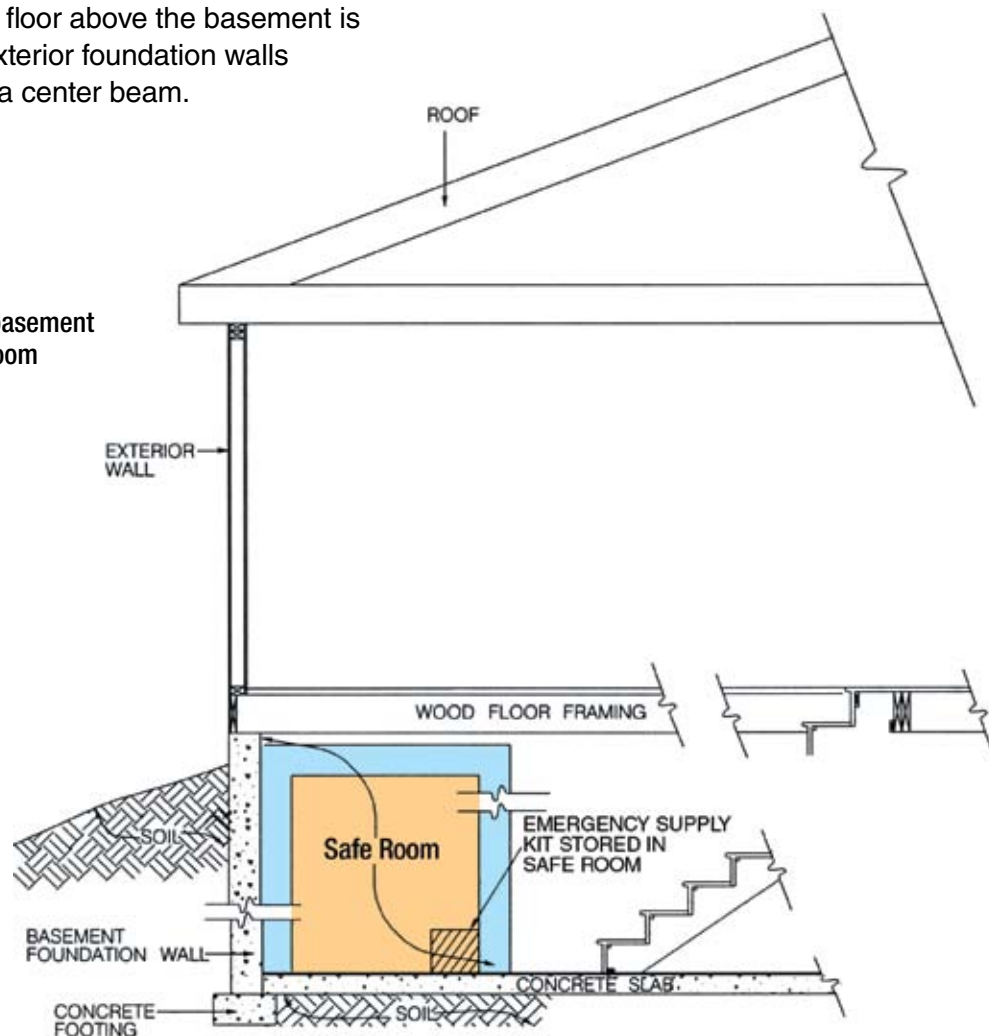 floor above the basement is
xterior foundation walls
a center beam.
ROOF
asement
oom
EXTERIOR
WALL
WOOD FLOOR FRAMING
SOIL
Safe Room
EMERGENCY SUPPLY
KIT STORED IN
SAFE ROOM
BASEMENT
FOUNDATION WALL
CONCRETE SLAB
CONCRETE
FOOTING
SOIL